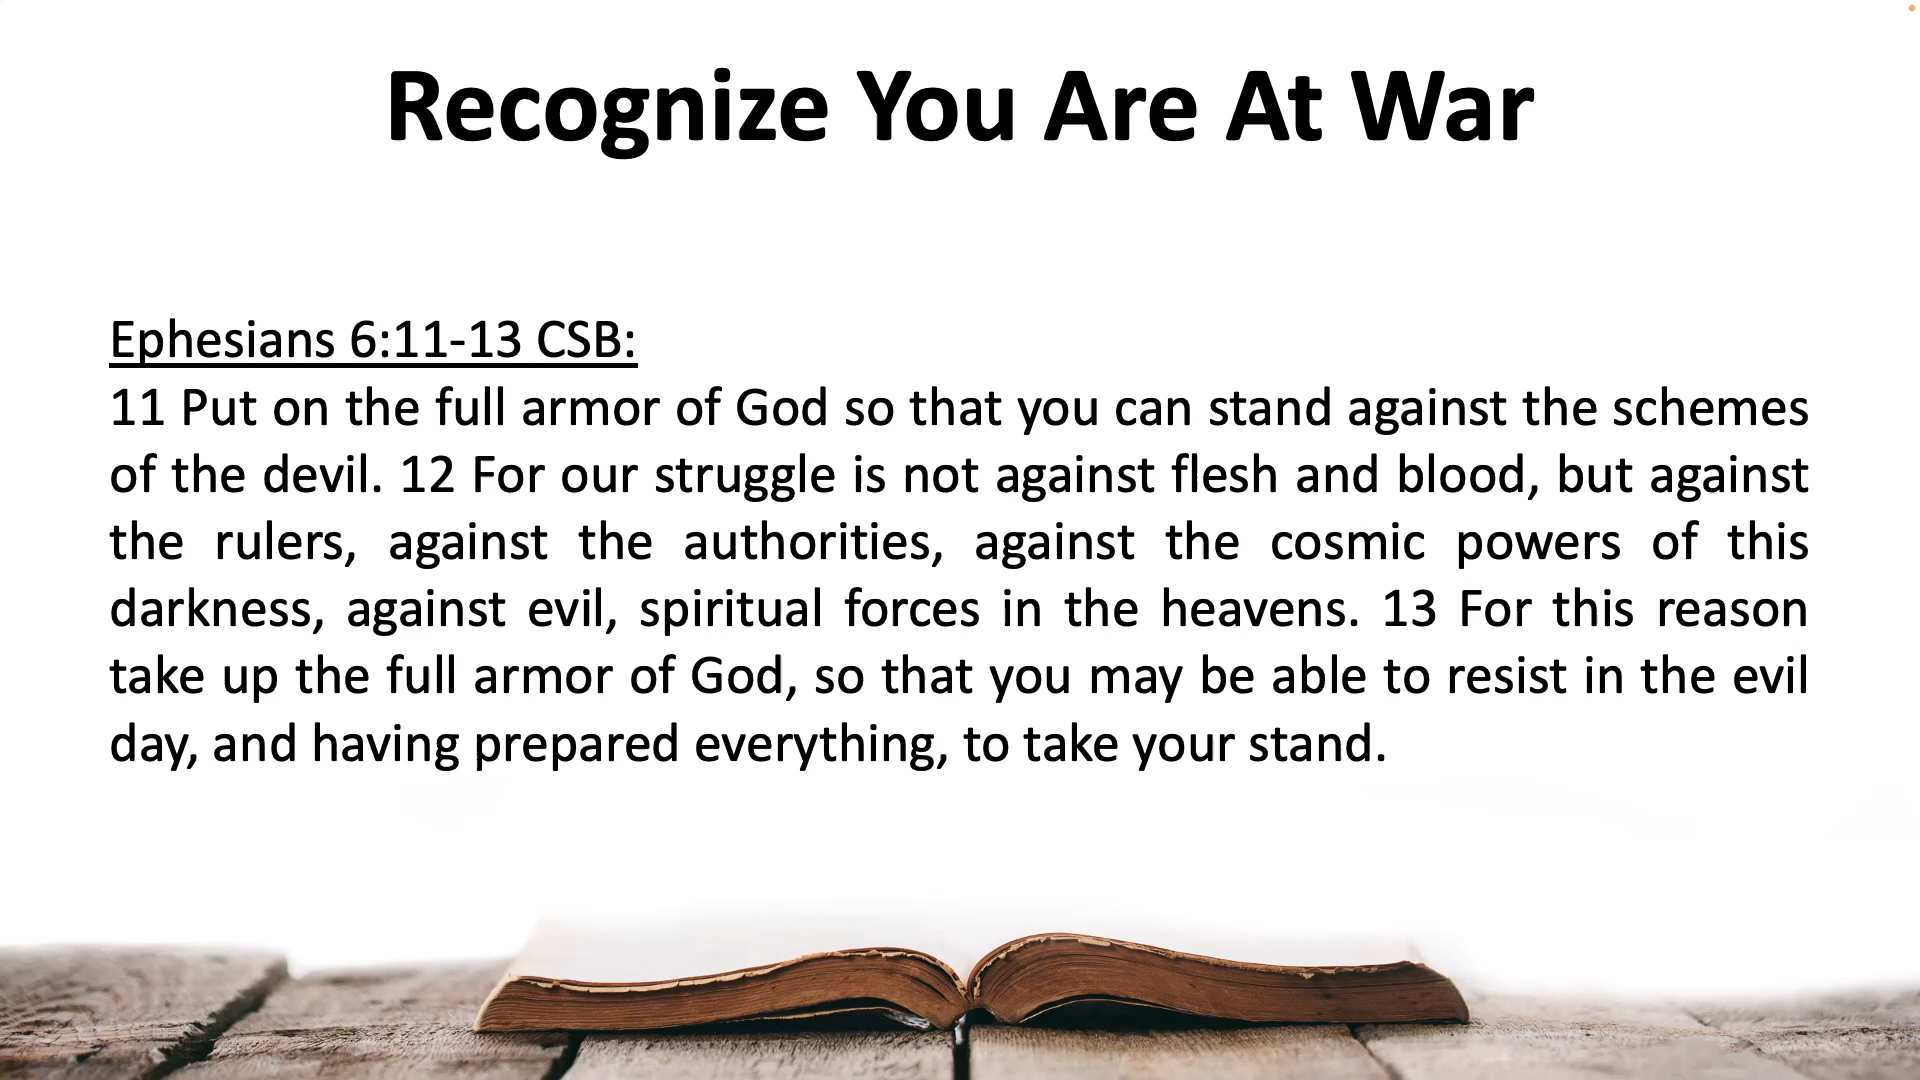 Recognize You Are At War
Ephesians 6:11-13 CSB:
11 Put on the full armor of God so that you can stand against the schemes
of the devil. 12 For our struggle is not against flesh and blood, but against
the rulers, against the authorities, against the cosmic powers of this
darkness, against evil, spiritual forces in the heavens. 13 For this reason
take up the full armor of God, so that you may be able to resist in the evil
day, and having prepared everything, to take your stand.